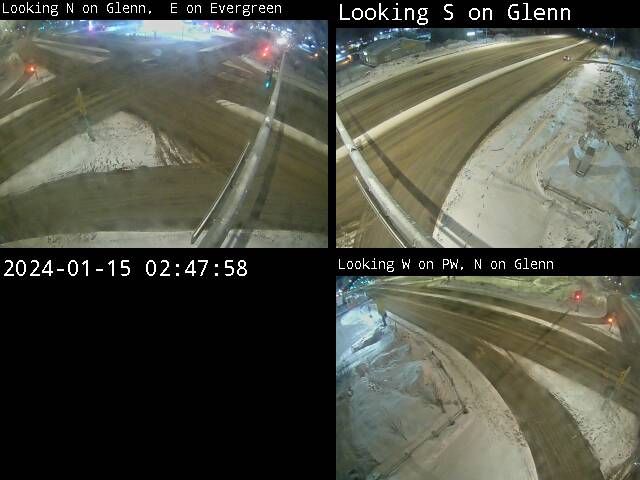 Looking N on Glenn,  E on Evergreen
Looking S on Glenn
2024-01-15 02:47:58
Looking W on PW, N on Glenn